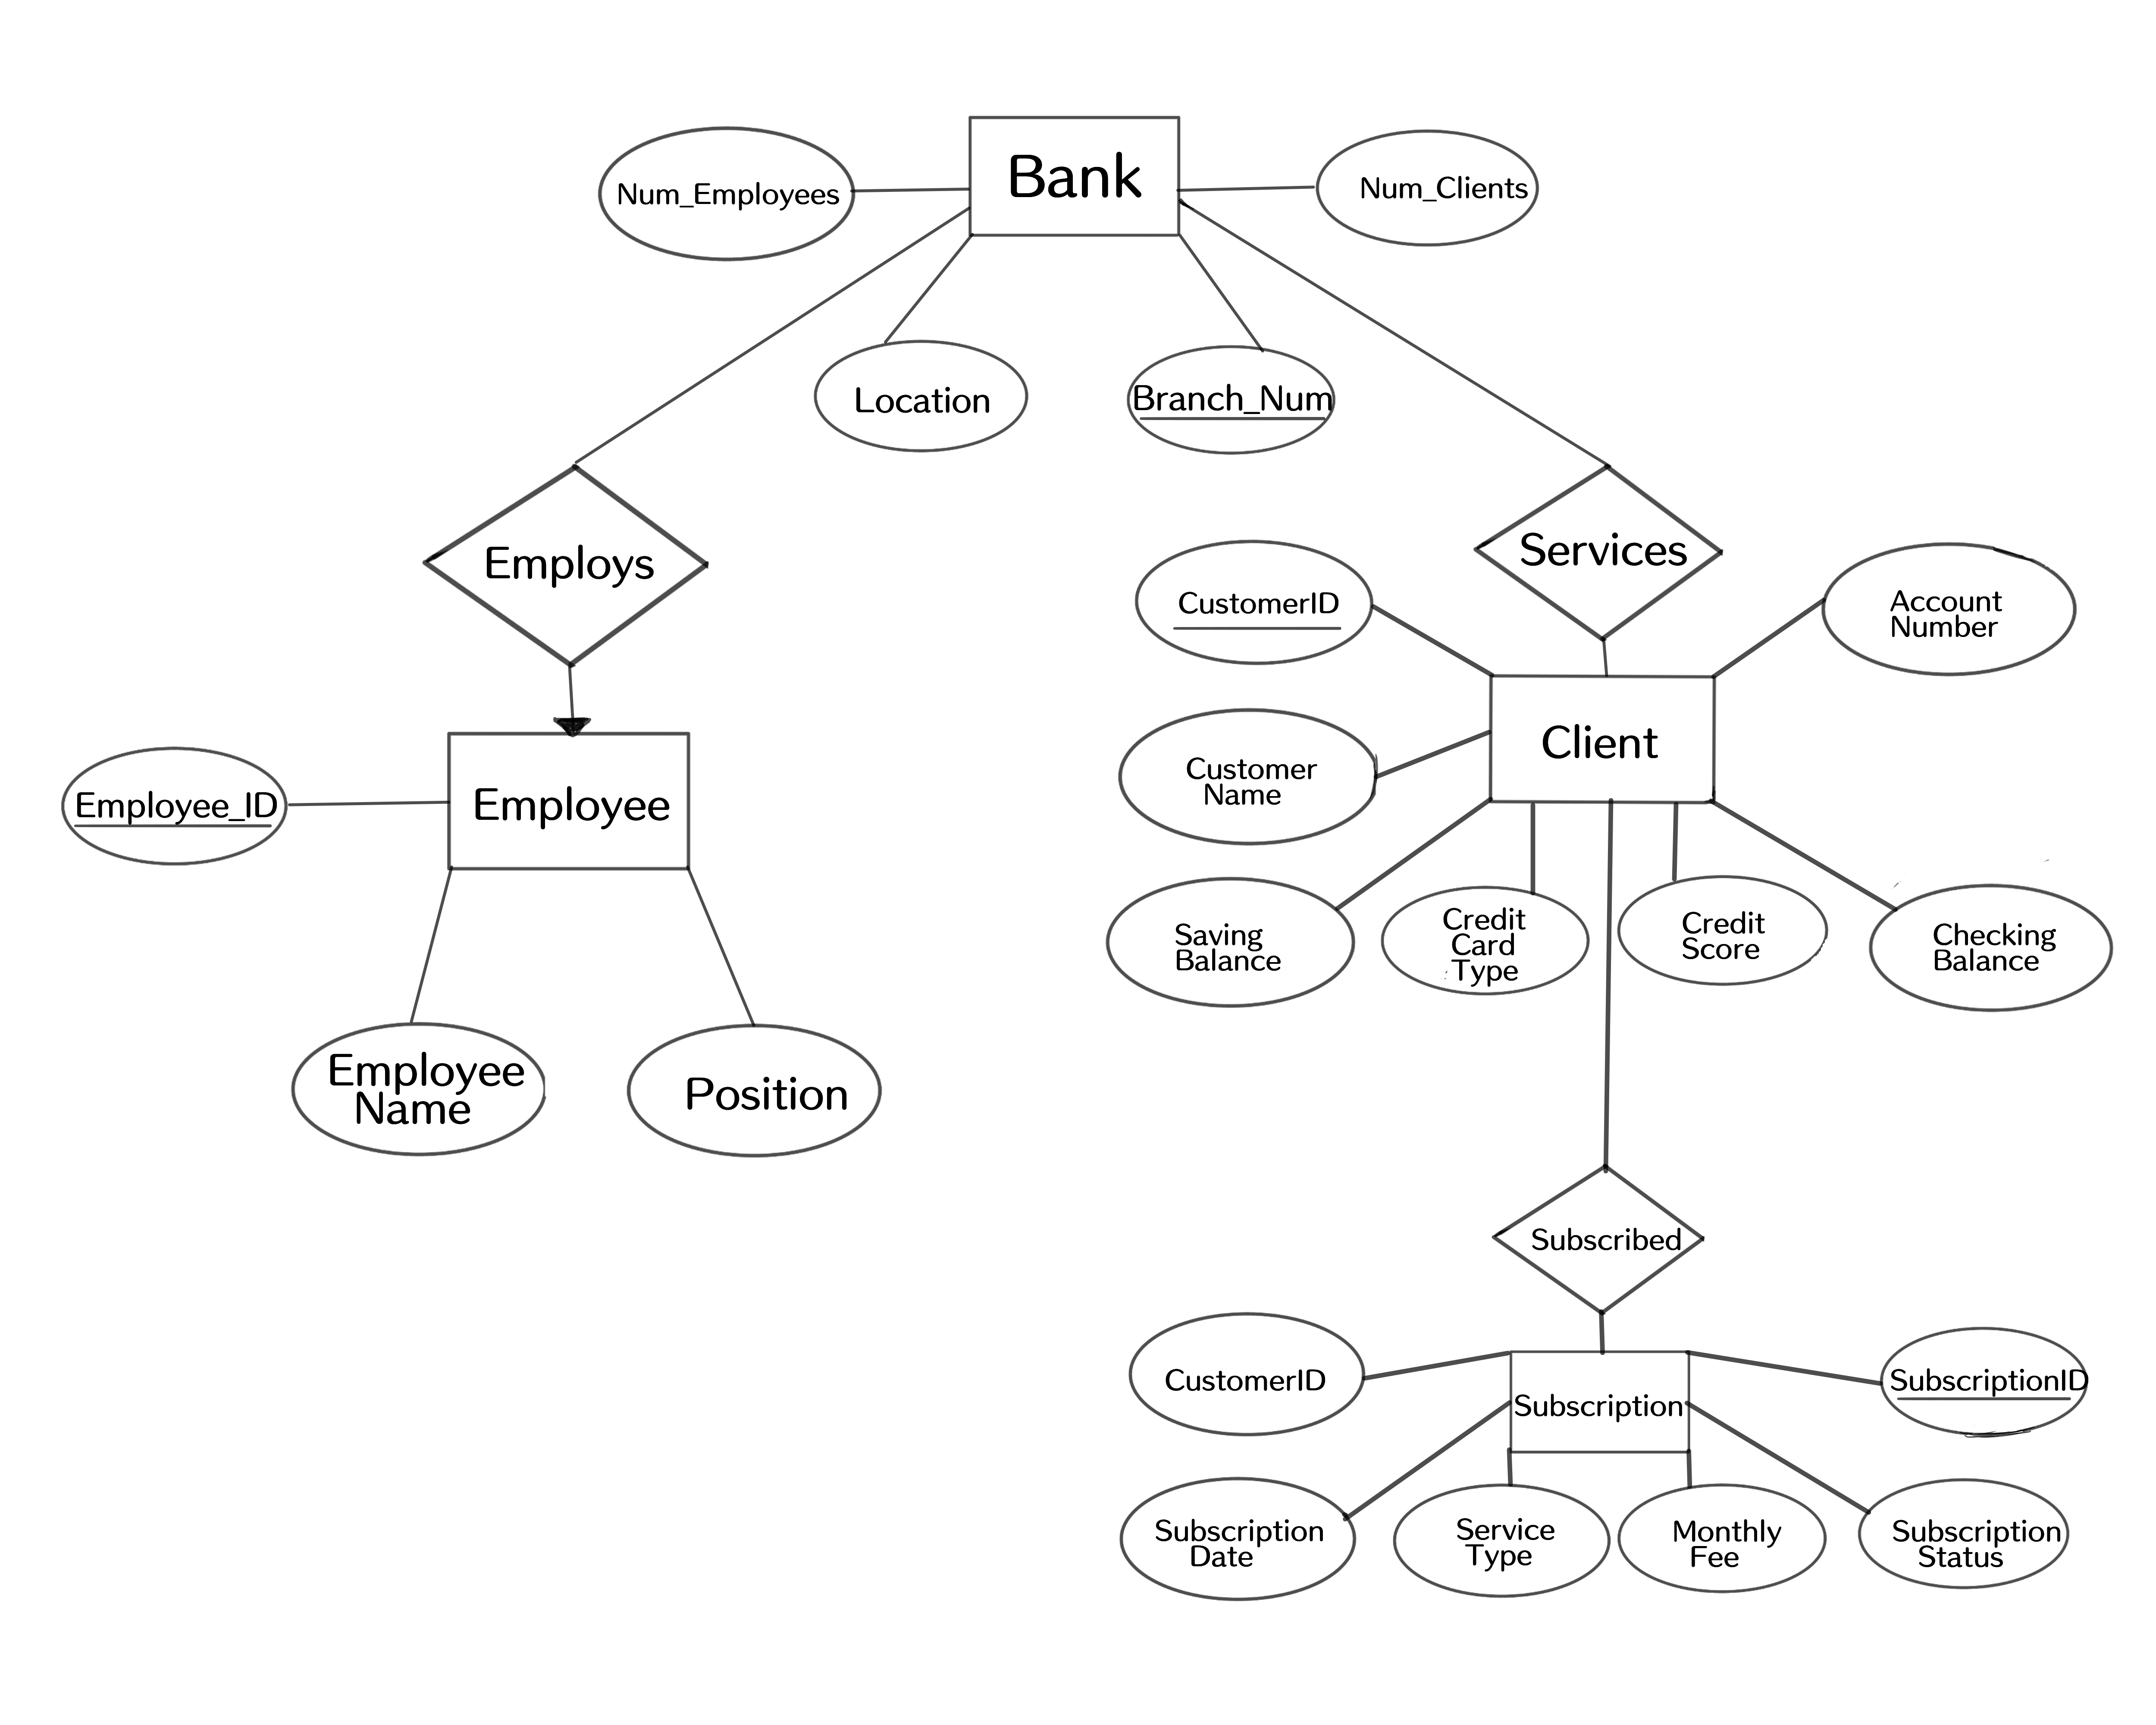 Bank
Num_Employees
Num_Clients
Location
Branch_Num
Employs
Services
CustomerID
Account
Number
Client
Customer
Name
Employee_ID
Employee
Saving
Balance
Credit
Card
Type
Credit
Score
Checking
Balance
Employee
Name
Position
Subscribed
CustomerID
SubscriptionID
Subscription
Subscription
Date
Service
Type
Monthly
Fee
Subscription
Status